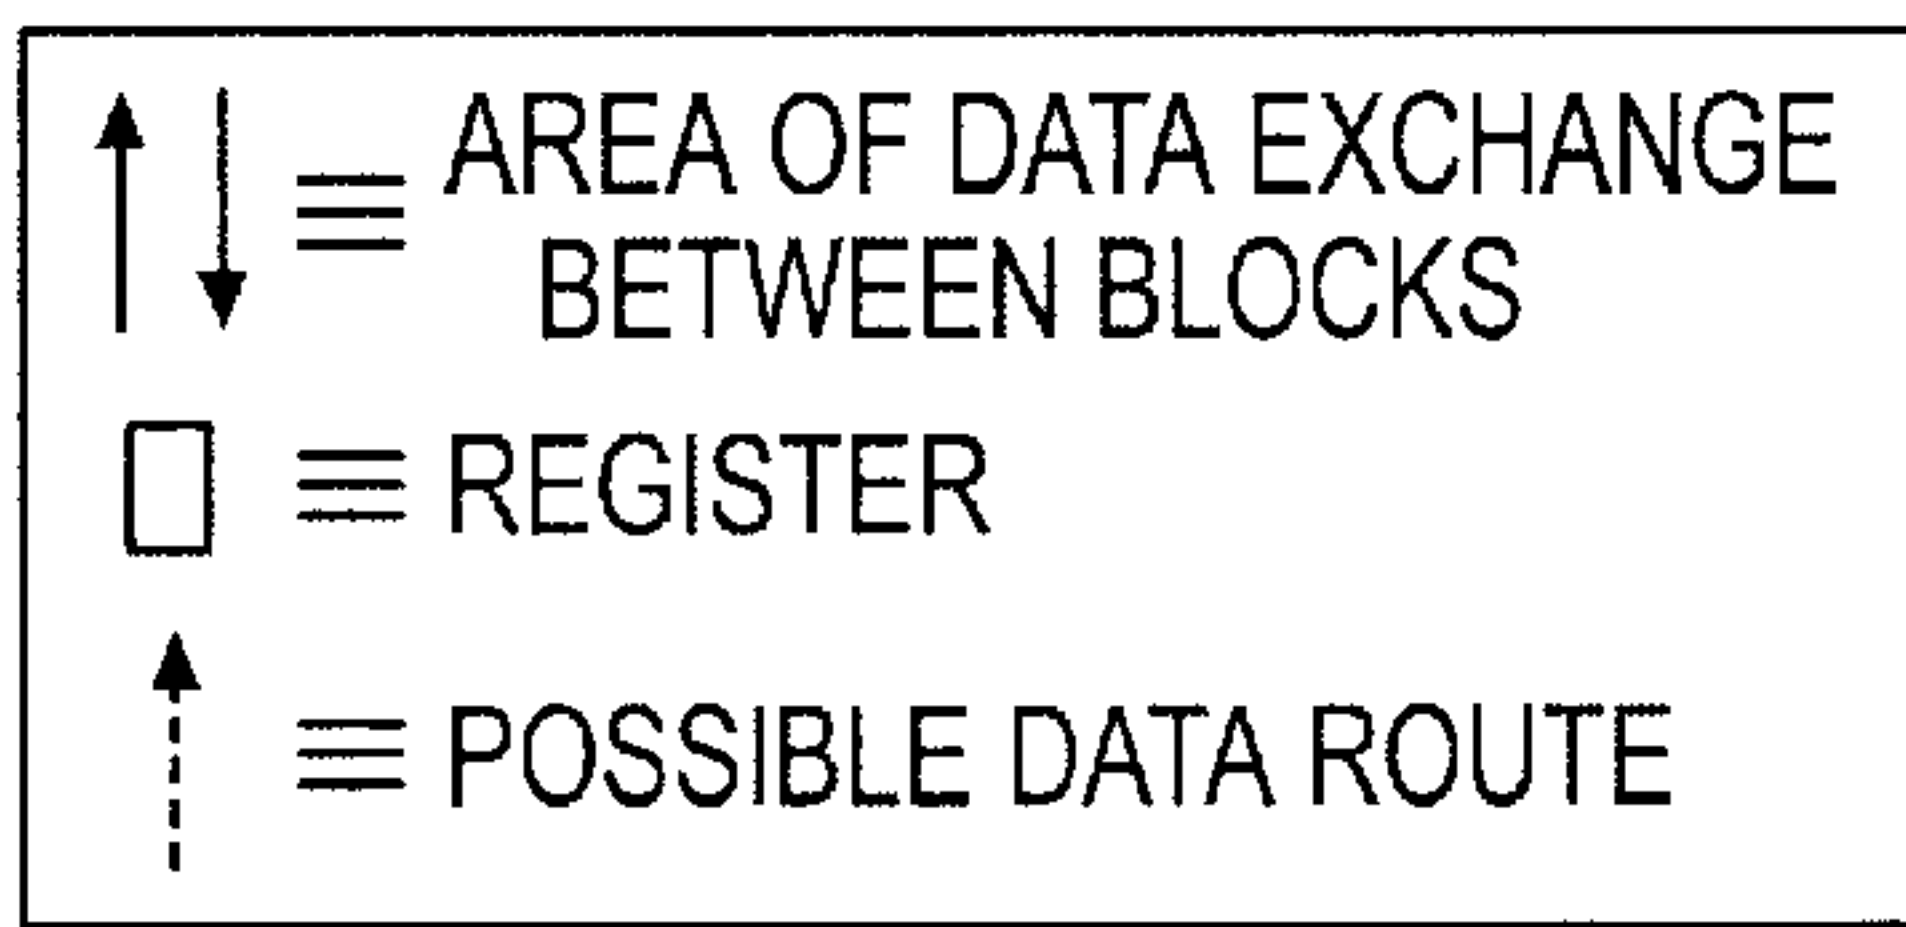 ≡ AREA OF DATA EXCHANGE
BETWEEN BLOCKS
≡ REGISTER
≡ POSSIBLE DATA ROUTE